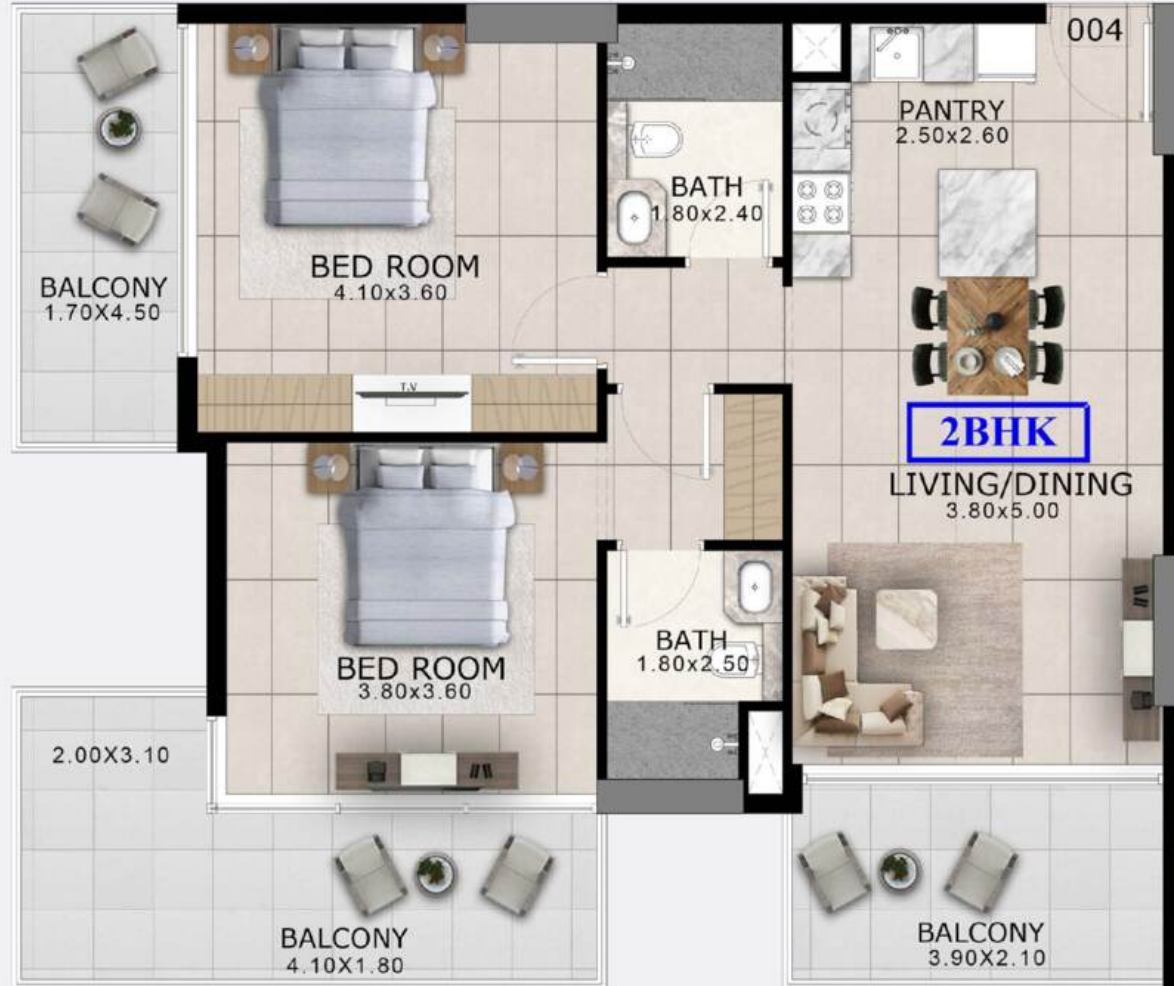 004
PANTRY
2.50x2.60
BATH
1.80x2.40
BED ROOM
4.10x3.60
BALCONY
1.70X4.50
T.V
2BHK
LIVING/DINING
3.80x5.00
BATH
1.80x2.50
BED ROOM
3.80x3.60
2.00X3.10
BALCONY
4.10X1.80
BALCONY
3.90X2.10